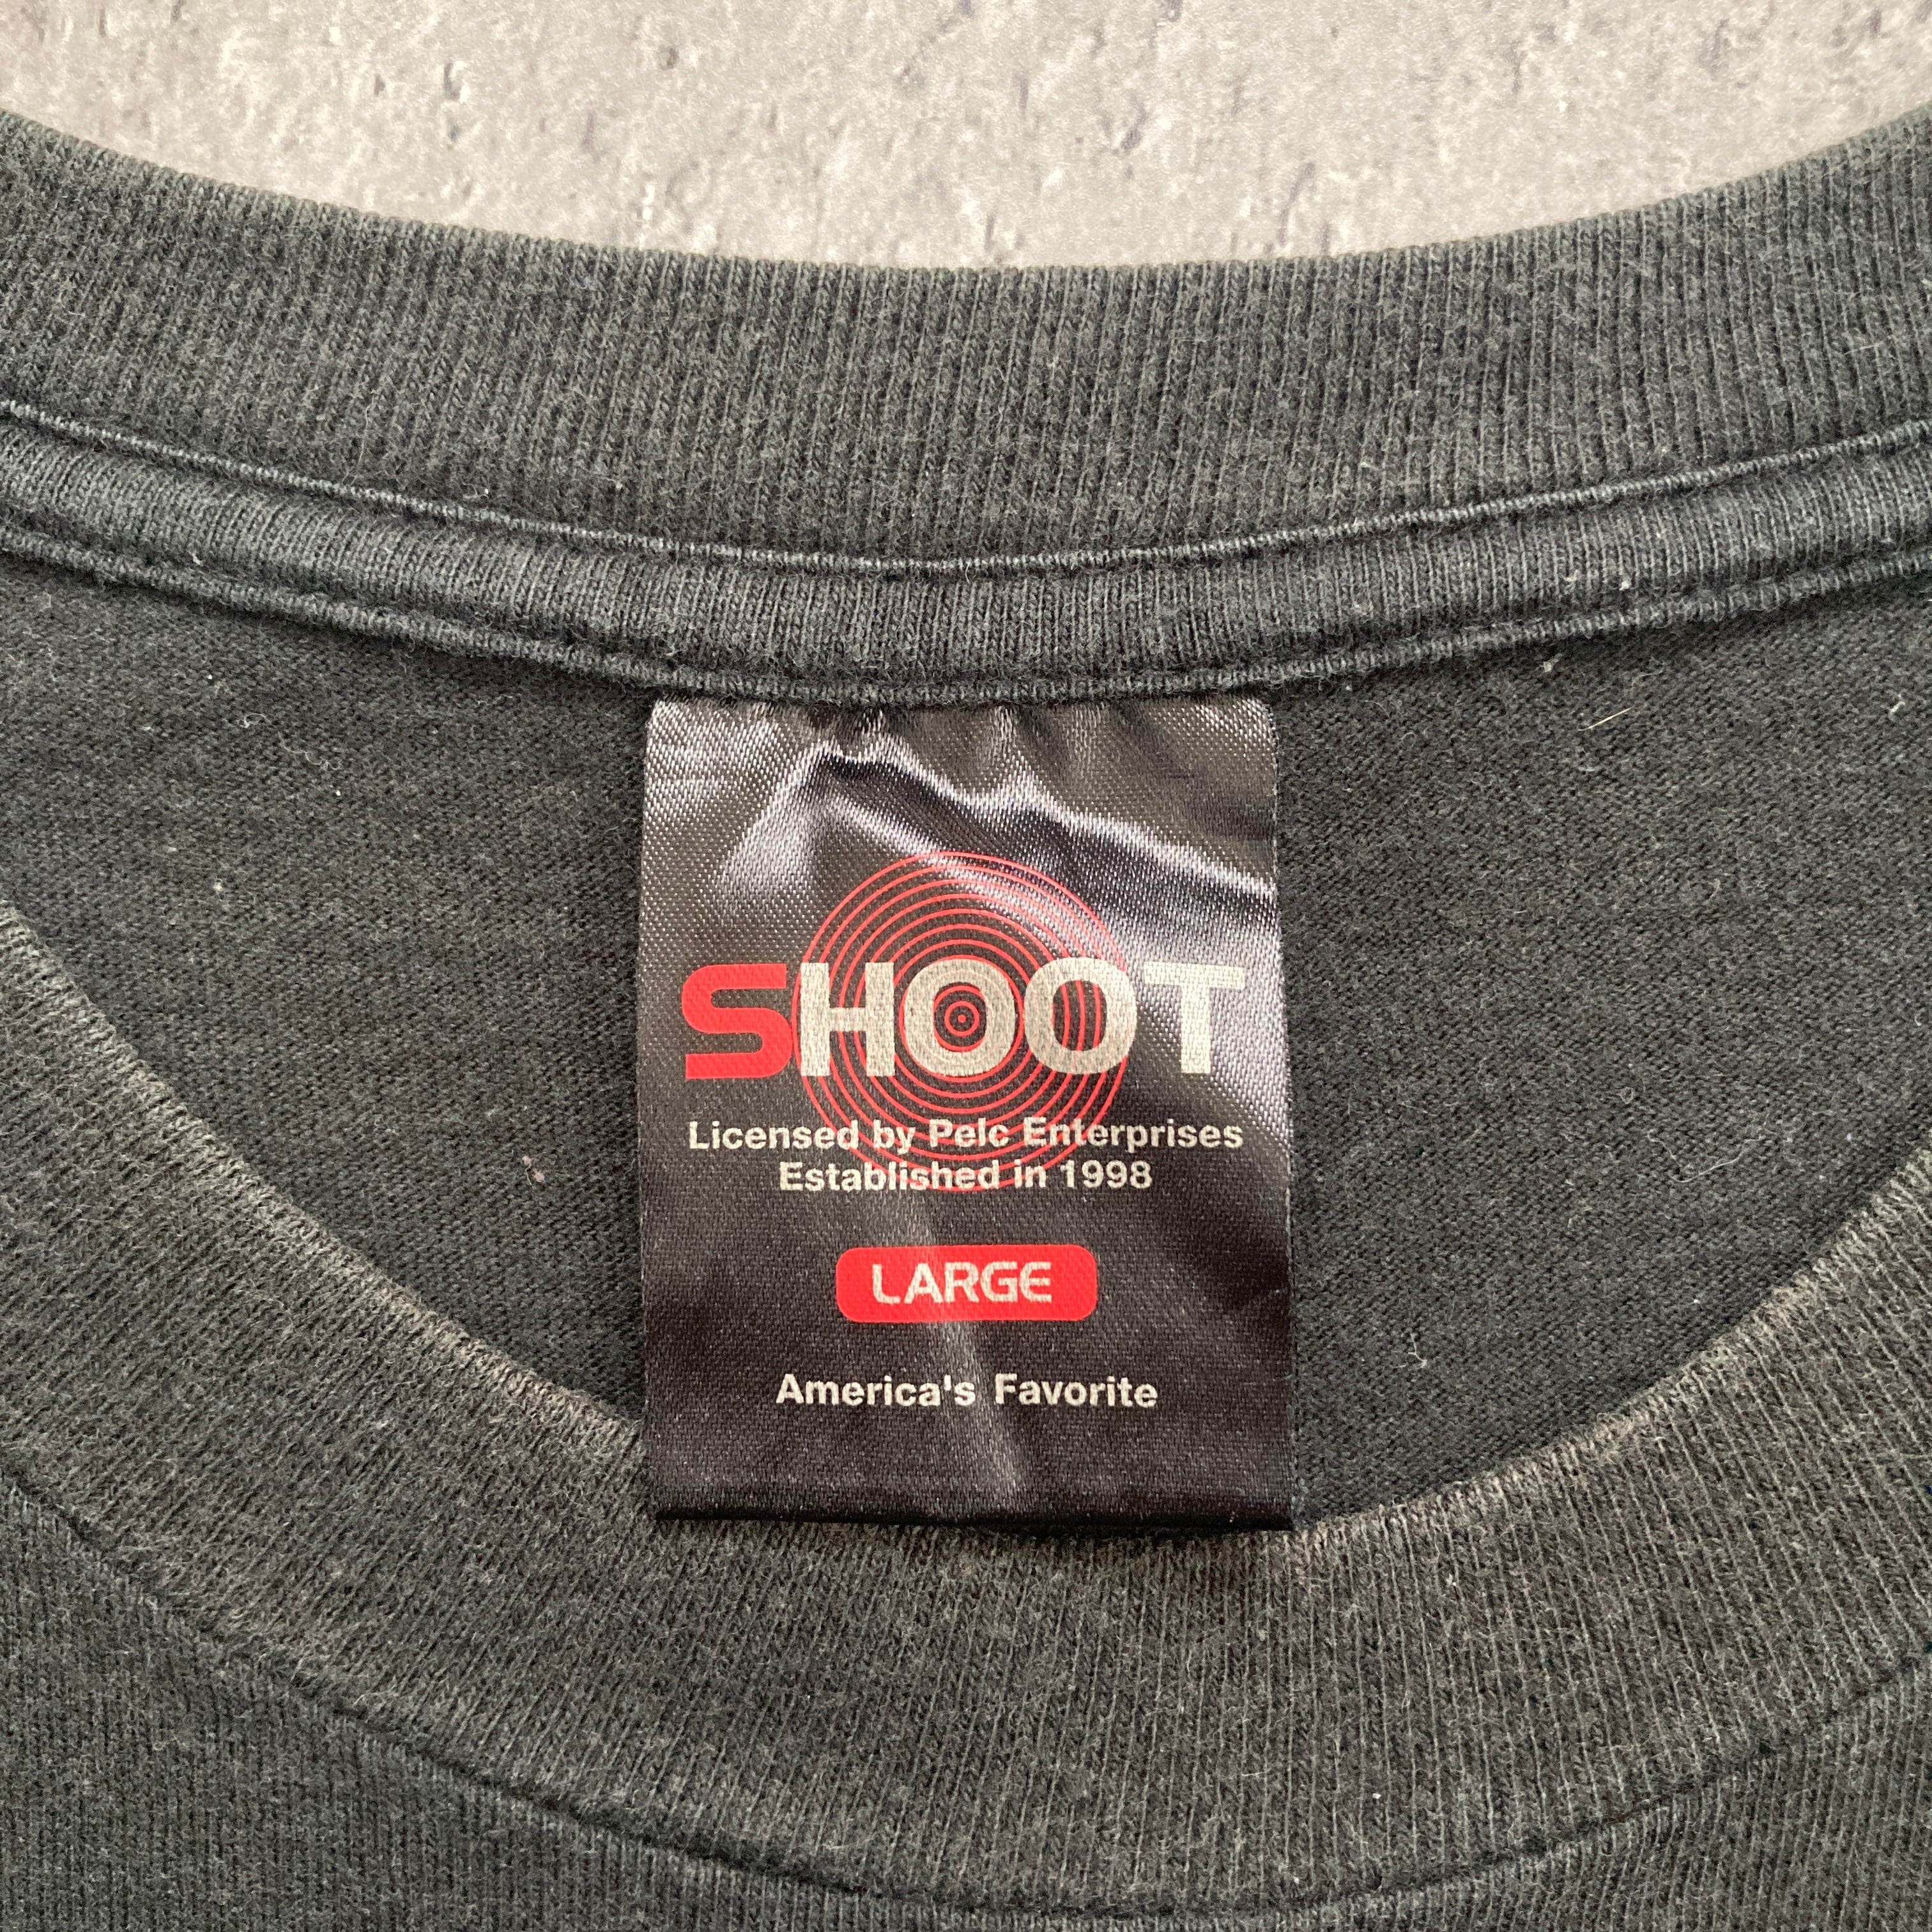 SHOOT
Licensed by Pelc Enterprises
Established in 1998
LARGE
America's Favorite